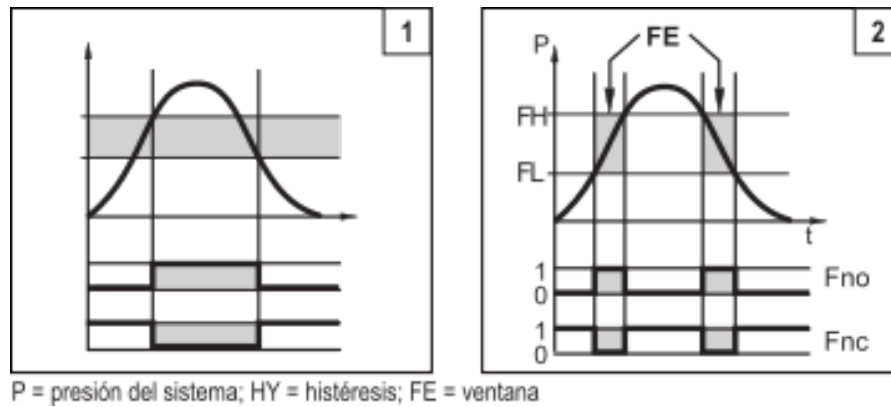 1
2
P
FE
FH
FL
t
1
0
Fno
1
0
Fnc
P = presión del sistema; HY = histéresis; FE = ventana